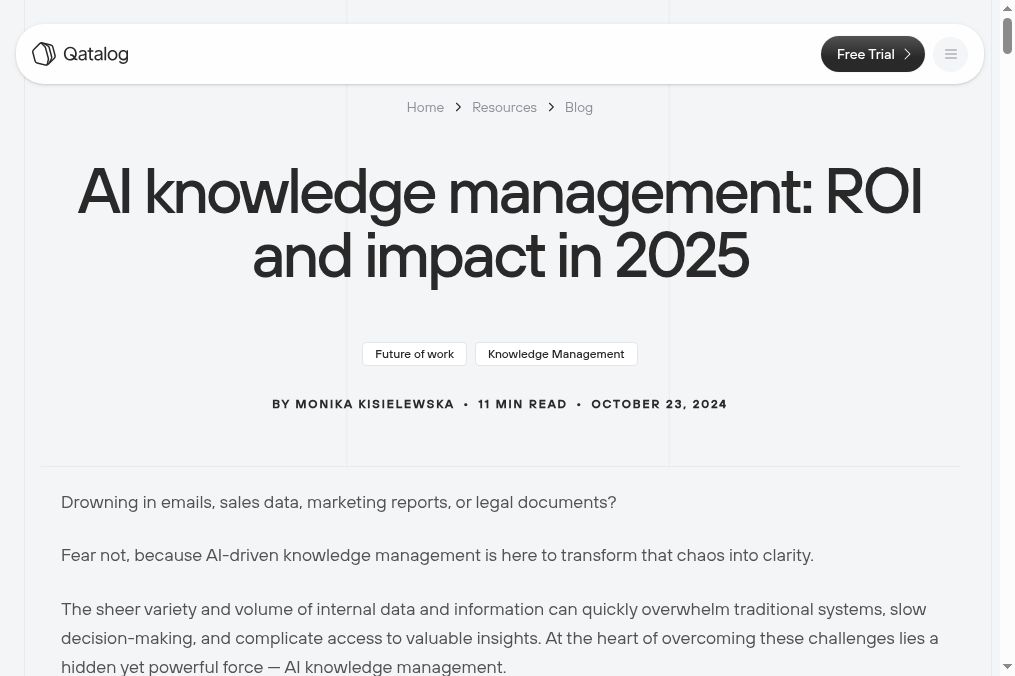 Qatalog
Free Trial
Home
Resources
Blog
AI knowledge management: ROI
and impact in 2025
Future of work
Knowledge Management
BY MONIKA KISIELEWSKA • 11 MIN READ • OCTOBER 23, 2024
Drowning in emails, sales data, marketing reports, or legal documents?
Fear not, because AI-driven knowledge management is here to transform that chaos into clarity.
The sheer variety and volume of internal data and information can quickly overwhelm traditional systems, slow
decision-making, and complicate access to valuable insights. At the heart of overcoming these challenges lies a
hidden yet powerful force — AI knowledge management.